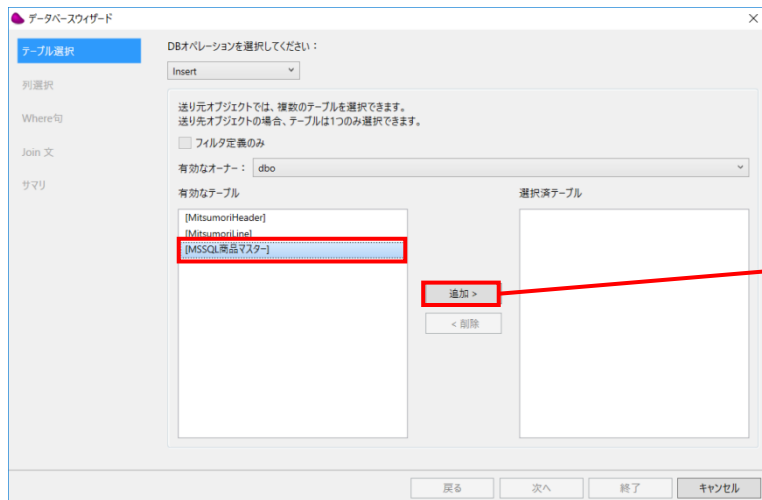 データベースウィザード
テーブル選択
列選択
Where句
Join 文
サマリ
DBオペレーションを選択してください：
Insert
送り元オブジェクトでは、複数のテーブルを選択できます。
送り先オブジェクトの場合、テーブルは1つのみ選択できます。
フィルタ定義のみ
有効なオーナー： dbo
有効なテーブル
選択済テーブル
[MitsumoriHeader]
[MitsumoriLine]
[MSSQL商品マスター]
追加 >
< 削除
戻る 次へ 終了 キャンセル